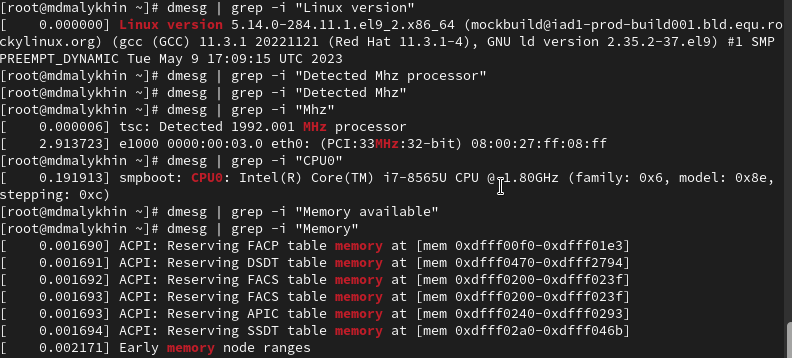 [root@mdmalykhin ~]# dmesg | grep -i "Linux version"
[    0.000000] Linux version 5.14.0-284.11.1.el9_2.x86_64 (mockbuild@iad1-prod-build001.bld.equ.ro
ckylinux.org) (gcc (GCC) 11.3.1 20221121 (Red Hat 11.3.1-4), GNU ld version 2.35.2-37.el9) #1 SMP
PREEMPT_DYNAMIC Tue May 9 17:09:15 UTC 2023
[root@mdmalykhin ~]# dmesg | grep -i "Detected Mhz processor"
[root@mdmalykhin ~]# dmesg | grep -i "Detected Mhz"
[root@mdmalykhin ~]# dmesg | grep -i "Mhz"
[    0.000006] tsc: Detected 1992.001 MHz processor
[    2.913723] e1000 0000:00:03.0 eth0: (PCI:33MHz:32-bit) 08:00:27:ff:08:ff
[root@mdmalykhin ~]# dmesg | grep -i "CPU0"
[    0.191913] smpboot: CPU0: Intel(R) Core(TM) i7-8565U CPU @ 1.80GHz (family: 0x6, model: 0x8e,
stepping: 0xc)
[root@mdmalykhin ~]# dmesg | grep -i "Memory available"
[root@mdmalykhin ~]# dmesg | grep -i "Memory"
[    0.001690] ACPI: Reserving FACP table memory at [mem 0xdfff00f0-0xdfff01e3]
[    0.001691] ACPI: Reserving DSDT table memory at [mem 0xdfff0470-0xdfff2794]
[    0.001692] ACPI: Reserving FACS table memory at [mem 0xdfff0200-0xdfff023f]
[    0.001693] ACPI: Reserving FACS table memory at [mem 0xdfff0200-0xdfff023f]
[    0.001693] ACPI: Reserving APIC table memory at [mem 0xdfff0240-0xdfff0293]
[    0.001694] ACPI: Reserving SSDT table memory at [mem 0xdfff02a0-0xdfff046b]
[    0.002171] Early memory node ranges